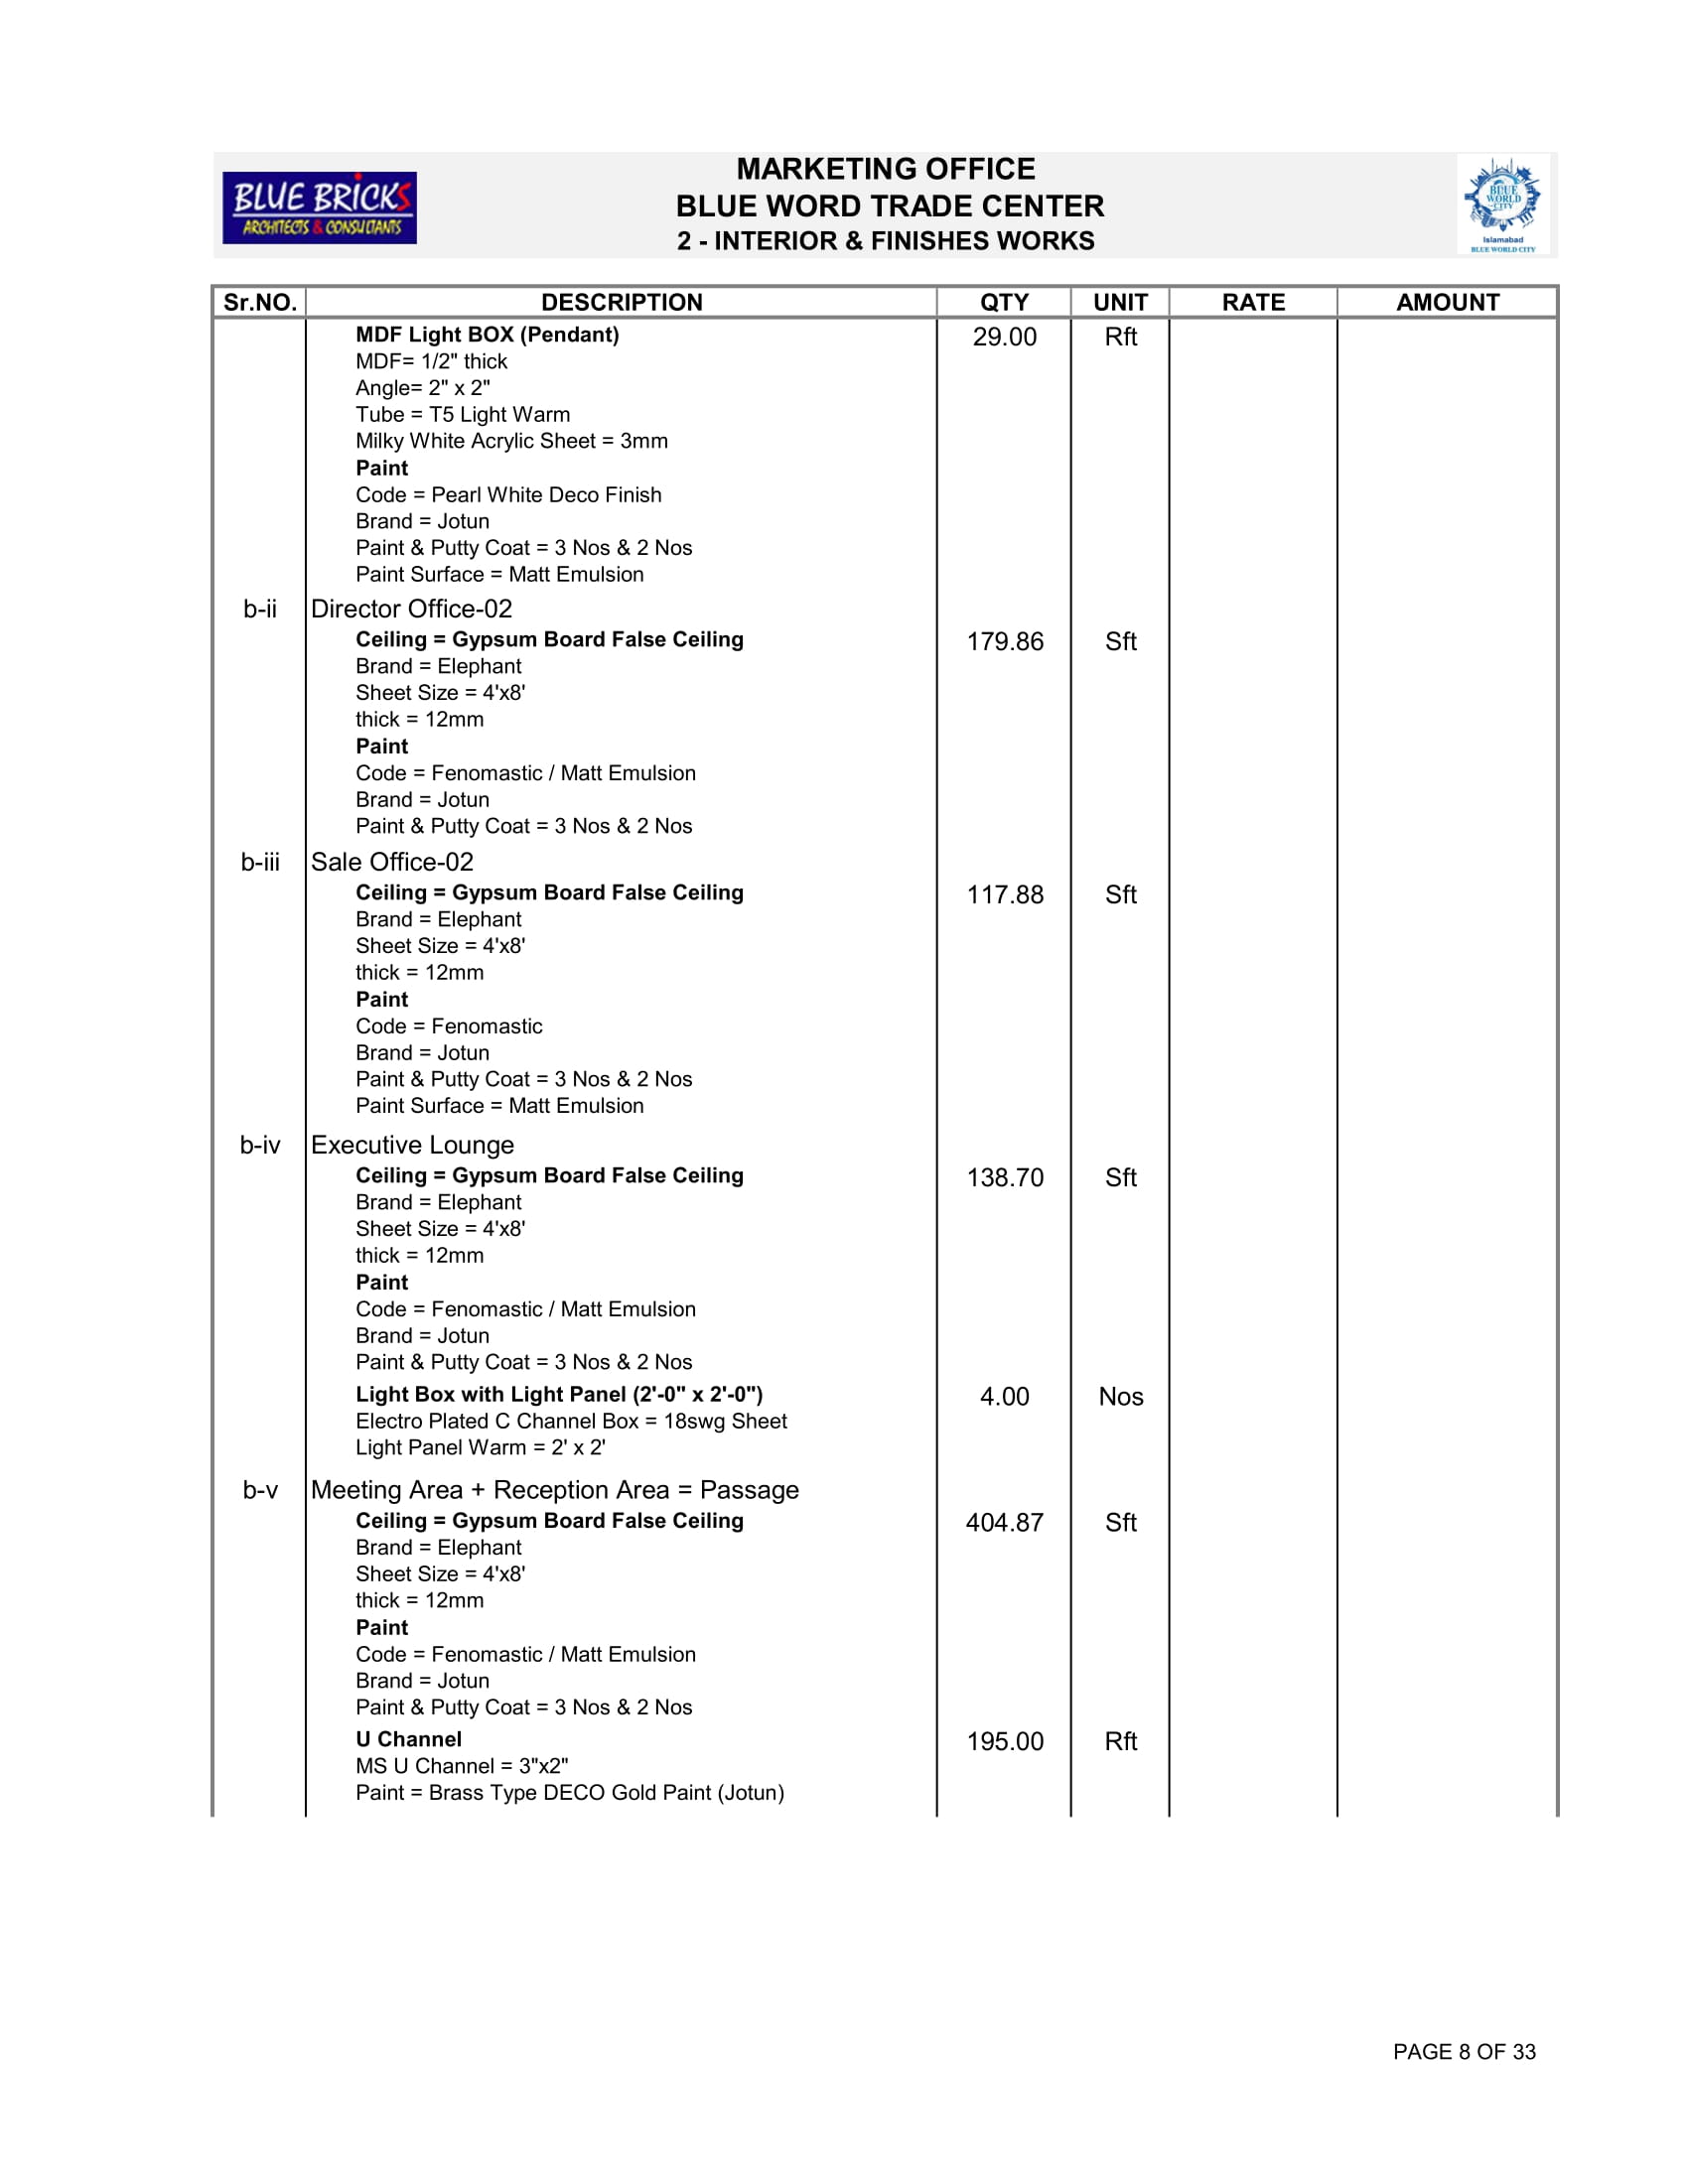 BLUE BRICKS
ARCHITECTS & CONSULTANTS
MARKETING OFFICE
BLUE WORD TRADE CENTER
2 - INTERIOR & FINISHES WORKS
BLUE
WORLD
CITY
Islamabad
BLUE WORLD CITY
Sr.NO. DESCRIPTION QTY UNIT RATE AMOUNT
MDF Light BOX (Pendant) 29.00 Rft
MDF= 1/2" thick
Angle= 2" x 2"
Tube = T5 Light Warm
Milky White Acrylic Sheet = 3mm
Paint
Code = Pearl White Deco Finish
Brand = Jotun
Paint & Putty Coat = 3 Nos & 2 Nos
Paint Surface = Matt Emulsion
b-ii Director Office-02
Ceiling = Gypsum Board False Ceiling 179.86 Sft
Brand = Elephant
Sheet Size = 4'x8'
thick = 12mm
Paint
Code = Fenomastic / Matt Emulsion
Brand = Jotun
Paint & Putty Coat = 3 Nos & 2 Nos
b-iii Sale Office-02
Ceiling = Gypsum Board False Ceiling 117.88 Sft
Brand = Elephant
Sheet Size = 4'x8'
thick = 12mm
Paint
Code = Fenomastic
Brand = Jotun
Paint & Putty Coat = 3 Nos & 2 Nos
Paint Surface = Matt Emulsion
b-iv Executive Lounge
Ceiling = Gypsum Board False Ceiling 138.70 Sft
Brand = Elephant
Sheet Size = 4'x8'
thick = 12mm
Paint
Code = Fenomastic / Matt Emulsion
Brand = Jotun
Paint & Putty Coat = 3 Nos & 2 Nos
Light Box with Light Panel (2'-0" x 2'-0") 4.00 Nos
Electro Plated C Channel Box = 18swg Sheet
Light Panel Warm = 2' x 2'
b-v Meeting Area + Reception Area = Passage
Ceiling = Gypsum Board False Ceiling 404.87 Sft
Brand = Elephant
Sheet Size = 4'x8'
thick = 12mm
Paint
Code = Fenomastic / Matt Emulsion
Brand = Jotun
Paint & Putty Coat = 3 Nos & 2 Nos
U Channel 195.00 Rft
MS U Channel = 3"x2"
Paint = Brass Type DECO Gold Paint (Jotun)
PAGE 8 OF 33